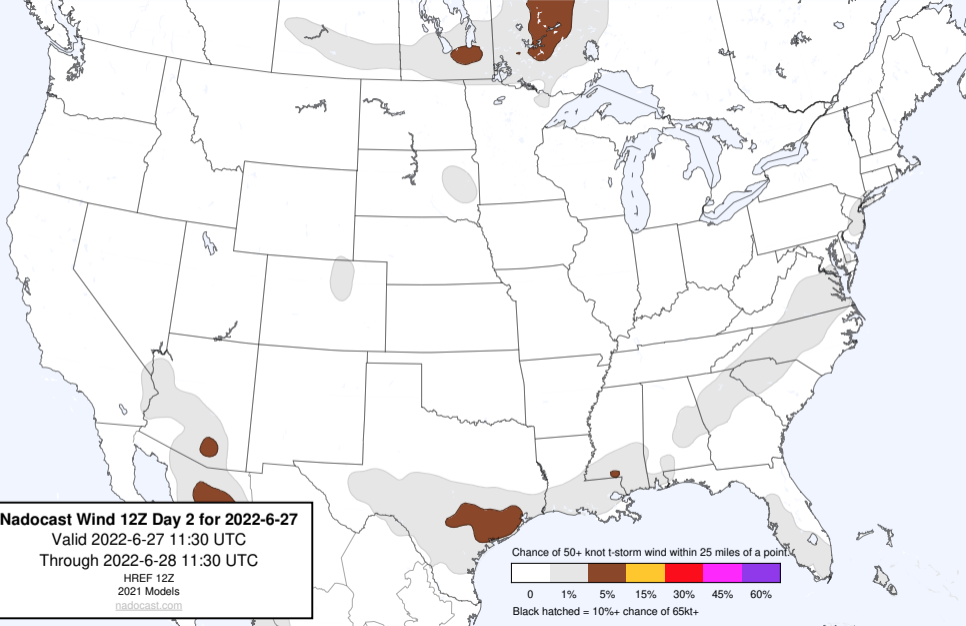 Nadocast Wind 12Z Day 2 for 2022-6-27
Valid 2022-6-27 11:30 UTC
Through 2022-6-28 11:30 UTC
HREF 12Z
2021 Models
nadocast.com
Chance of 50+ knot t-storm wind within 25 miles of a point.
0 1% 5% 15% 30% 45% 60%
Black hatched = 10%+ chance of 65kt+